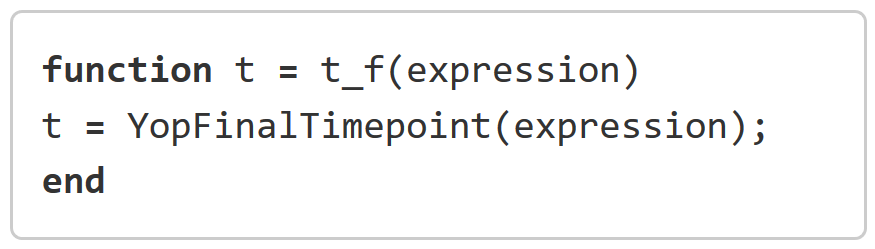 function t = t_f(expression)
t = YopFinalTimepoint(expression);
end